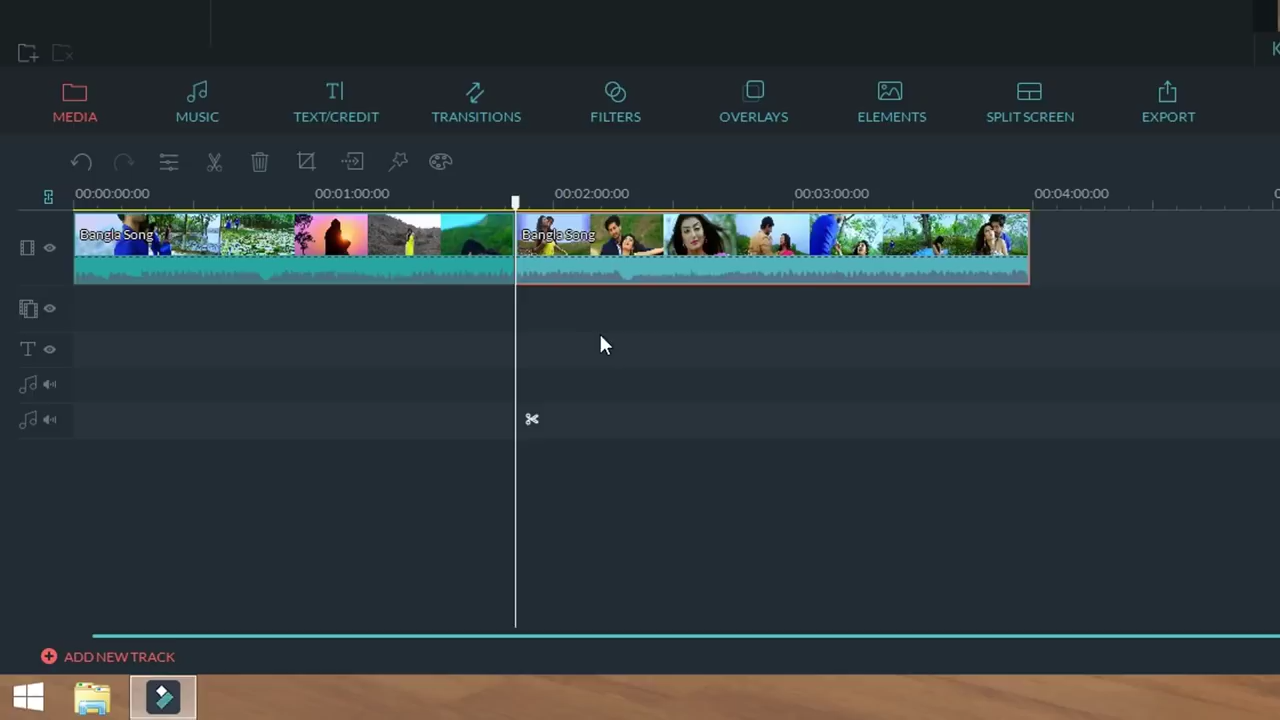 MEDIA MUSIC TEXT/CREDIT TRANSITIONS FILTERS OVERLAYS ELEMENTS SPLIT SCREEN EXPORT
00:00:00:00 00:01:00:00 00:02:00:00 00:03:00:00 00:04:00:00
Bangla Song Bangla Song
ADD NEW TRACK